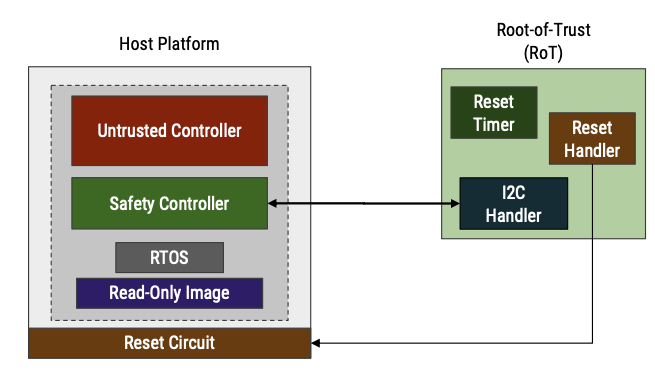 Host Platform
Untrusted Controller
Safety Controller
RTOS
Read-Only Image
Reset Circuit
Root-of-Trust
(RoT)
Reset
Timer
Reset
Handler
I2C
Handler